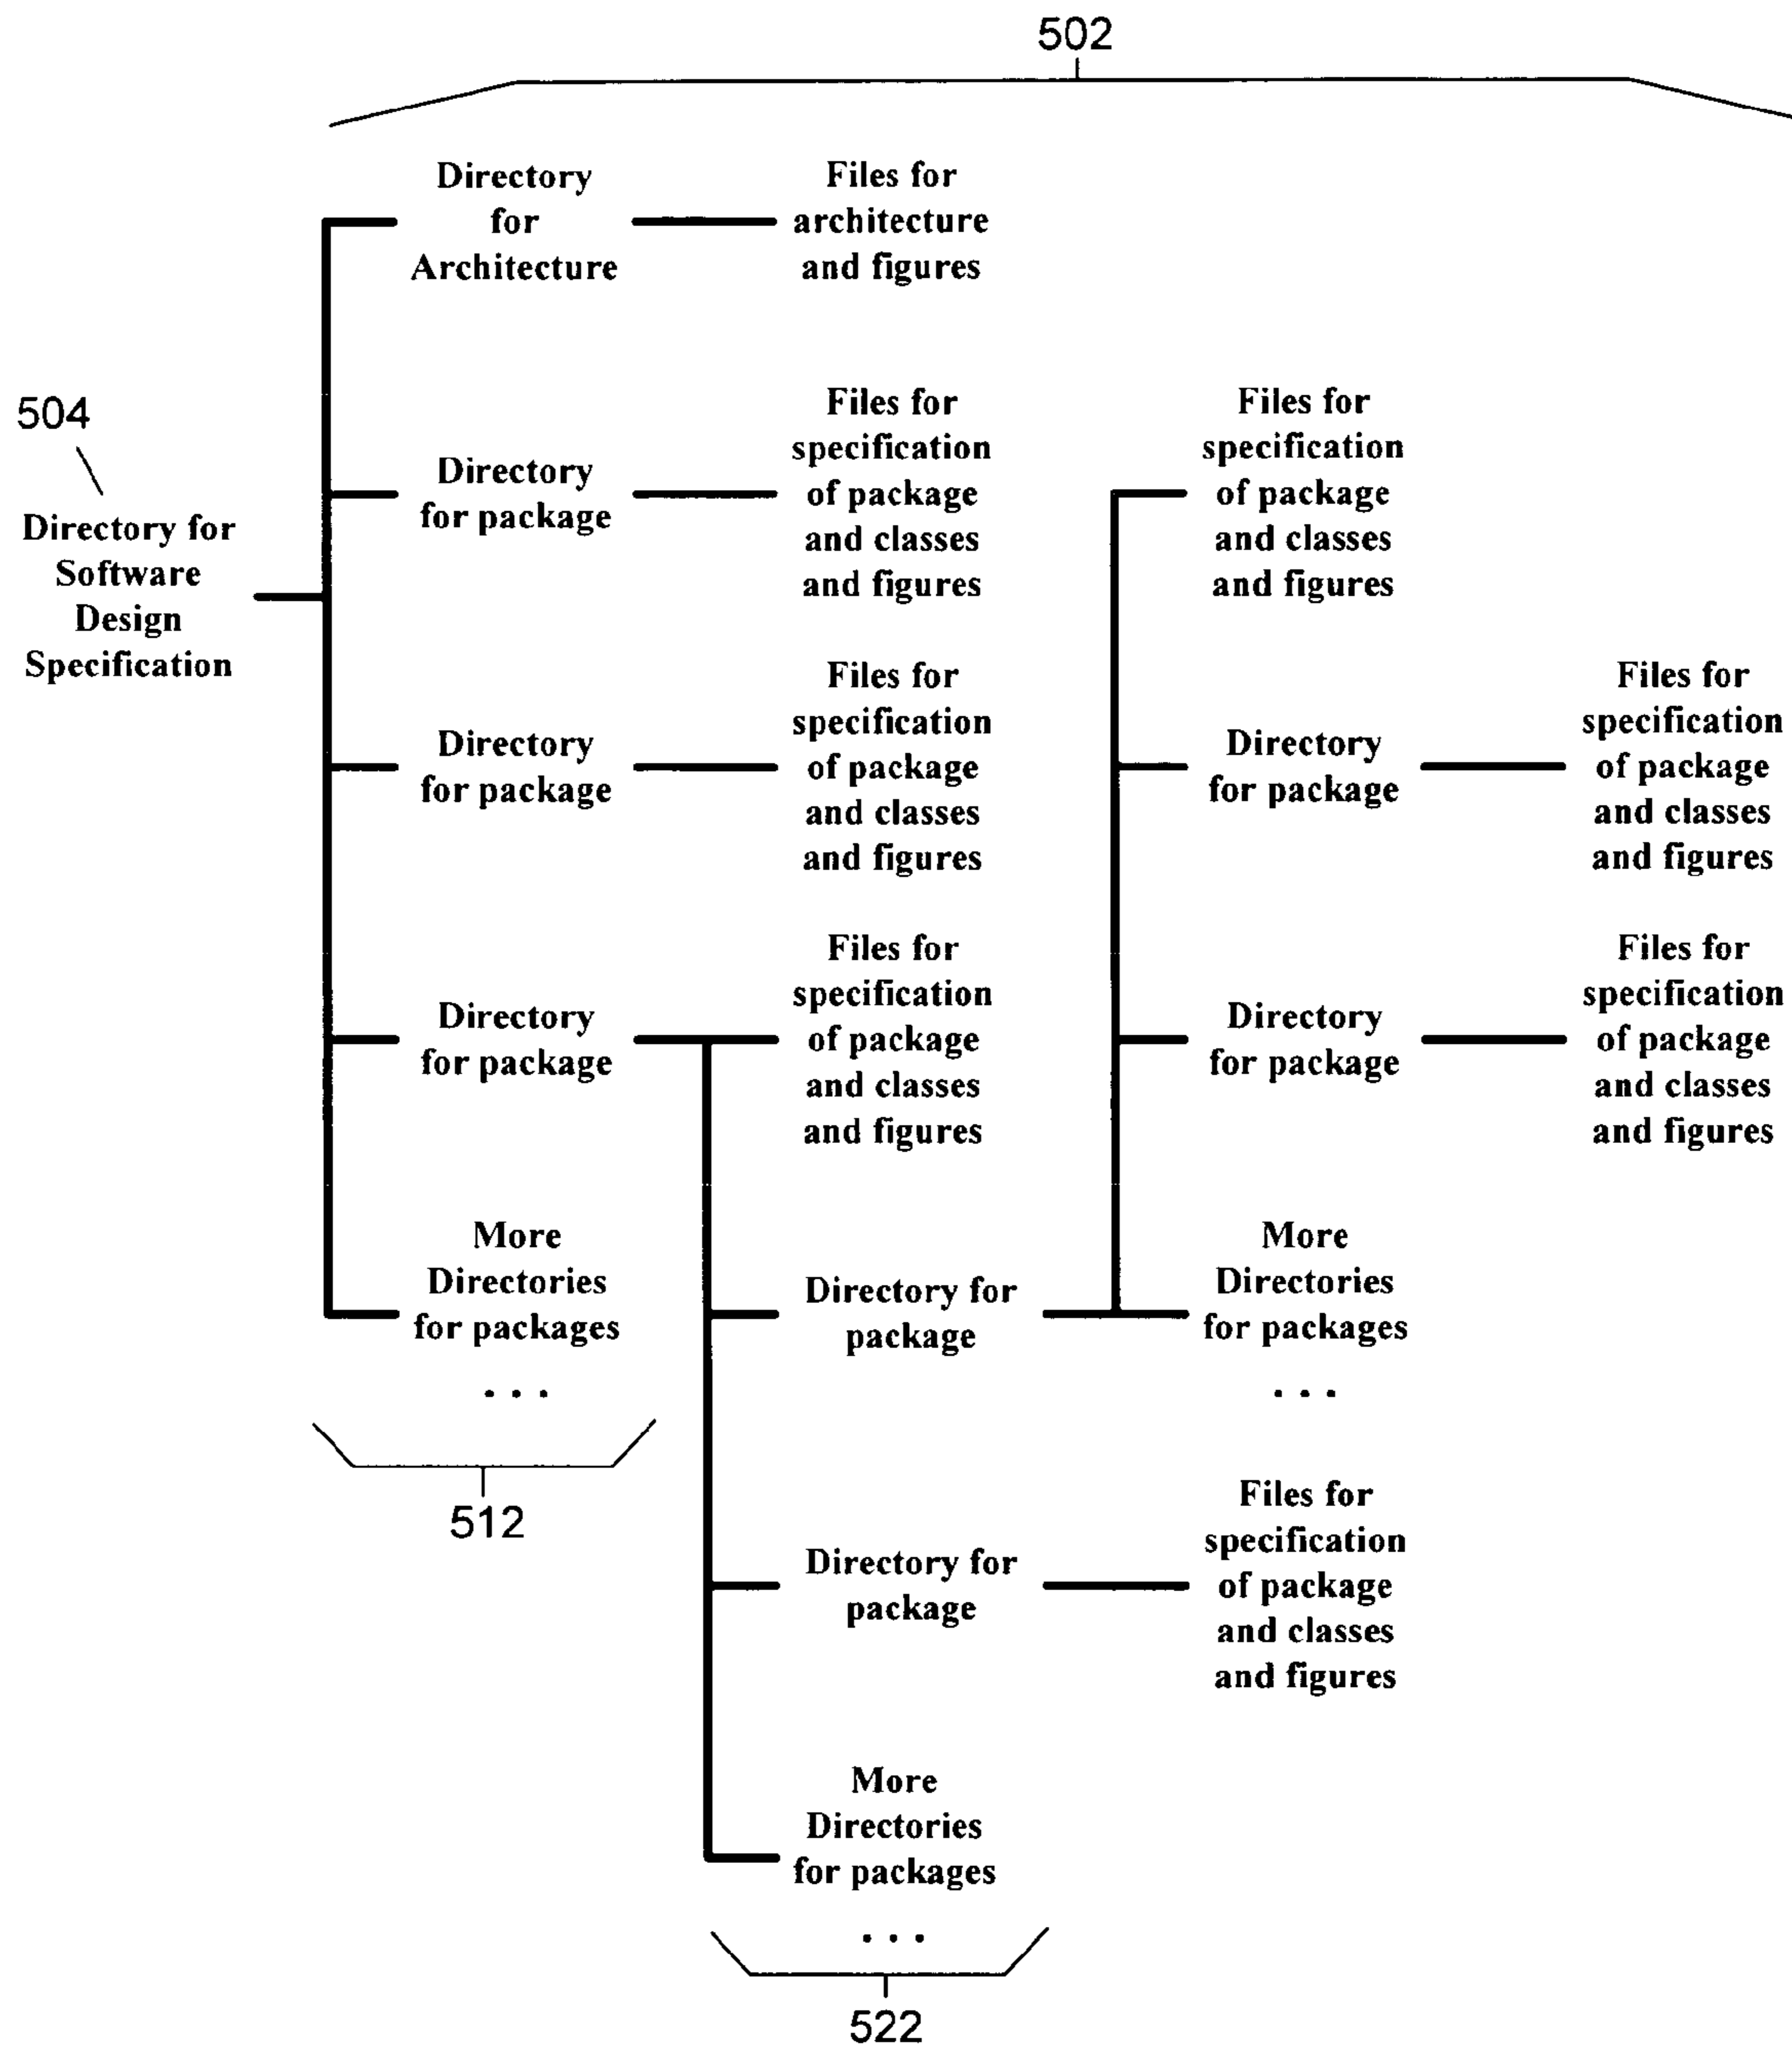 502
Directory
for
Architecture
Files for
architecture
and figures
504
Directory for
Software
Design
Specification
Directory
for package
Files for
specification
of package
and classes
and figures
Files for
specification
of package
and classes
and figures
Directory
for package
Files for
specification
of package
and classes
and figures
Directory
for package
Files for
specification
of package
and classes
and figures
Directory
for package
Files for
specification
of package
and classes
and figures
Directory
for package
Files for
specification
of package
and classes
and figures
More
Directories
for packages
...
512
Directory for
package
More
Directories
for packages
...
Directory for
package
Files for
specification
of package
and classes
and figures
More
Directories
for packages
...
522